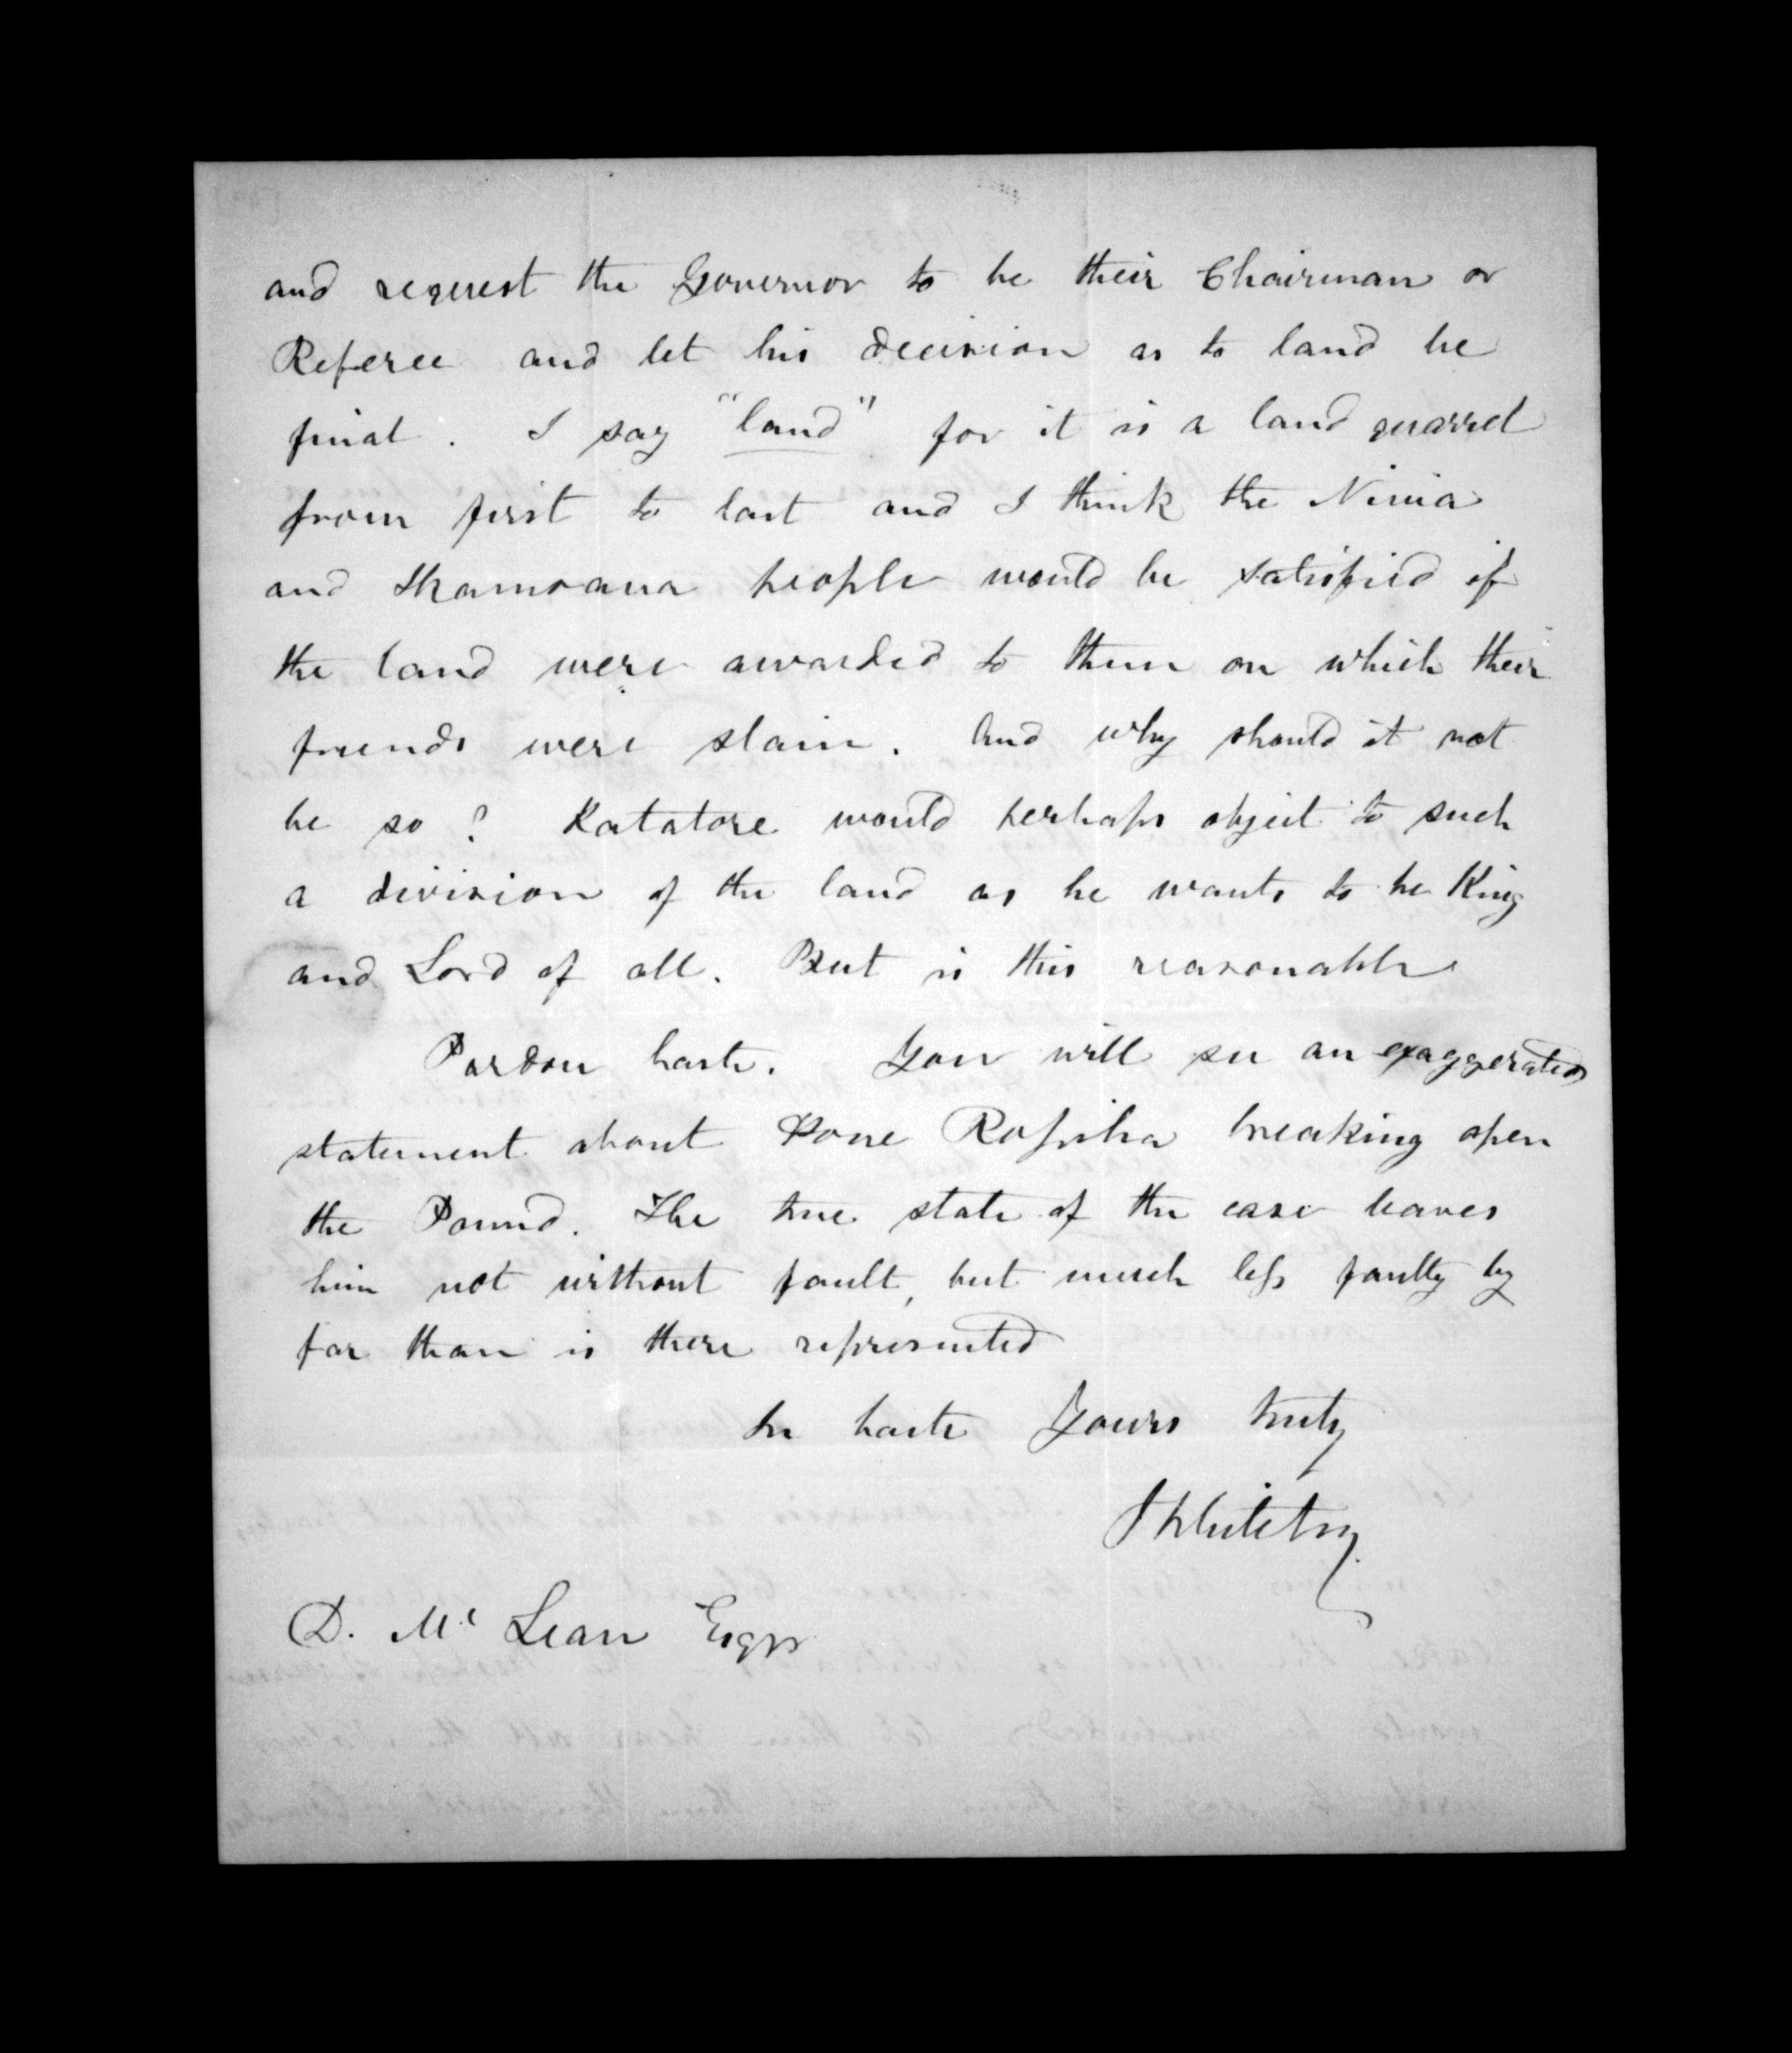 and request the Governor to be their Chairman or
Referee and let his decision as to land be
final. I say "land" for it is a land quarrel
from first to last and I think the Ninia
and Ikamoana people would be satisfied if
the land were awarded to them on which their
friends were slain. And why should it not
be so? Katatore would perhaps object to such
a division of the land as he wants to be King
and Lord of all. But is this reasonable
Pardon haste. You will see an exaggerated
statement about Pone Ropiha breaking open
the Pound. The true state of the case leaves
him not without fault, but much less faulty by
far than is there represented
In haste Yours truly
J Whiteley
D. McLean Esqr